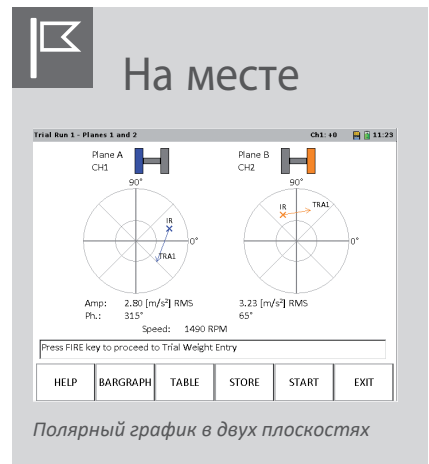 На месте
Trial Run 1 - Planes 1 and 2 Ch1: +0 11:23
Plane A Plane B
CH1 CH2
90° 90°
IR IR TRA1
0° 0°
TRA1
Amp: 2.80 [m/s²] RMS 3.23 [m/s²] RMS
Ph.: 315° 65°
Speed: 1490 RPM
Press FIRE key to proceed to Trial Weight Entry
HELP BARGRAPH TABLE STORE START EXIT
Полярный график в двух плоскостях